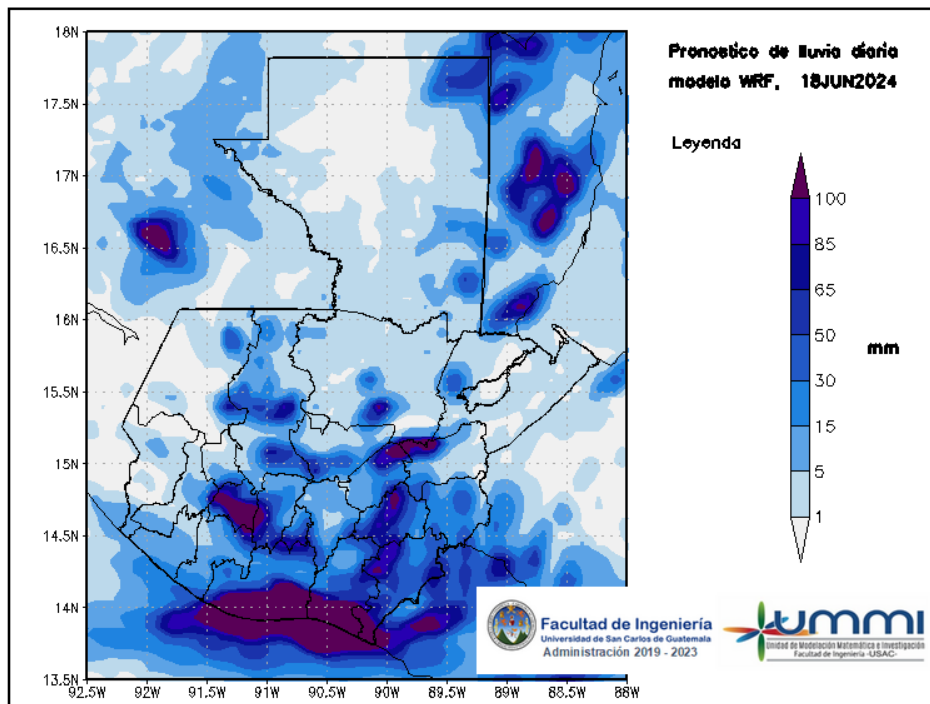 18N
17.5N
17N
16.5N
16N
15.5N
15N
14.5N
14N
13.5N
92.5W
92W
91.5W
91W
90.5W
90W
89.5W
89W
88.5W
88W
Pronostico de lluvia diaria
modelo WRF, 18JUN2024
Leyenda
100
85
65
50
30
15
5
1
mm
Facultad de Ingeniería
Universidad de San Carlos de Guatemala
Administración 2019 - 2023
UMMI
Unidad de Modelación Matemática e Investigación
Facultad de Ingeniería -USAC-